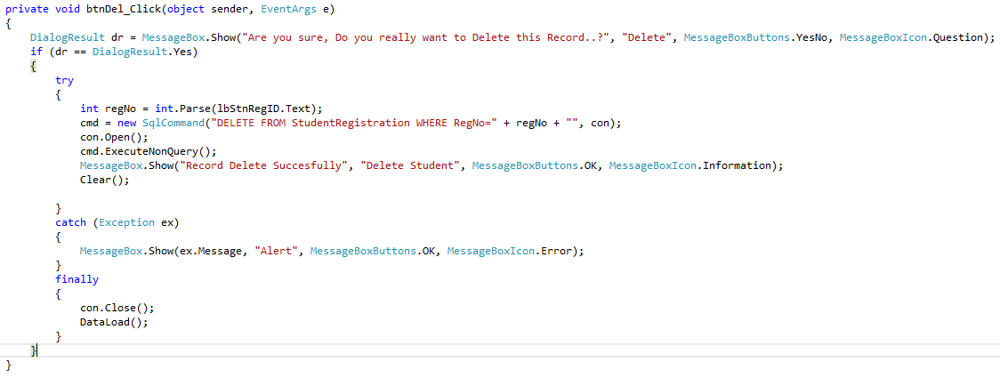 private void btnDel_Click(object sender, EventArgs e)
{
    DialogResult dr = MessageBox.Show("Are you sure, Do you really want to Delete this Record..?", "Delete", MessageBoxButtons.YesNo, MessageBoxIcon.Question);
    if (dr == DialogResult.Yes)
    {
        try
        {
            int regNo = int.Parse(lbStnRegID.Text);
            cmd = new SqlCommand("DELETE FROM StudentRegistration WHERE RegNo=" + regNo + "", con);
            con.Open();
            cmd.ExecuteNonQuery();
            MessageBox.Show("Record Delete Succesfully", "Delete Student", MessageBoxButtons.OK, MessageBoxIcon.Information);
            Clear();

        }
        catch (Exception ex)
        {
            MessageBox.Show(ex.Message, "Alert", MessageBoxButtons.OK, MessageBoxIcon.Error);
        }
        finally
        {
            con.Close();
            DataLoad();
        }
    }
}